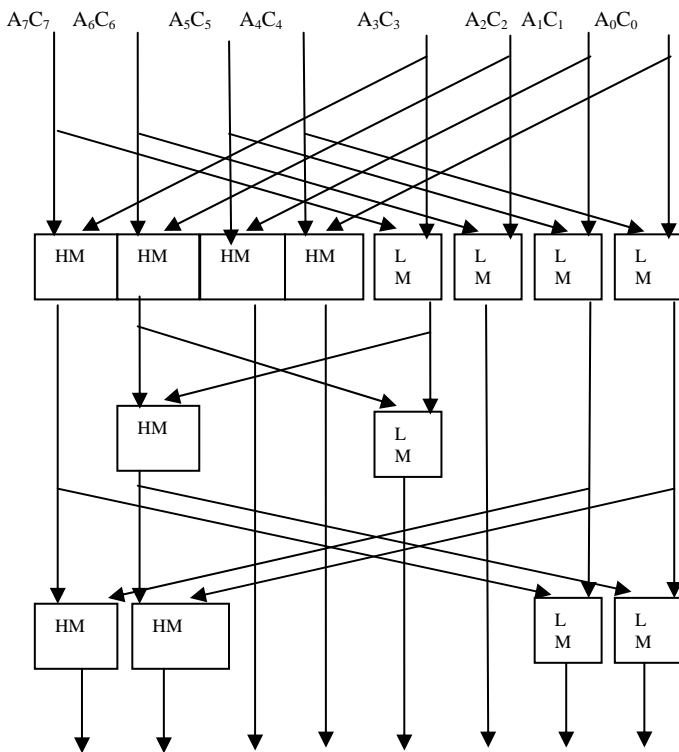 A₇C₇ A₆C₆ A₅C₅ A₄C₄ A₃C₃ A₂C₂ A₁C₁ A₀C₀
HM HM HM HM L L L L
M M M M
HM L
M
HM HM L L
M M